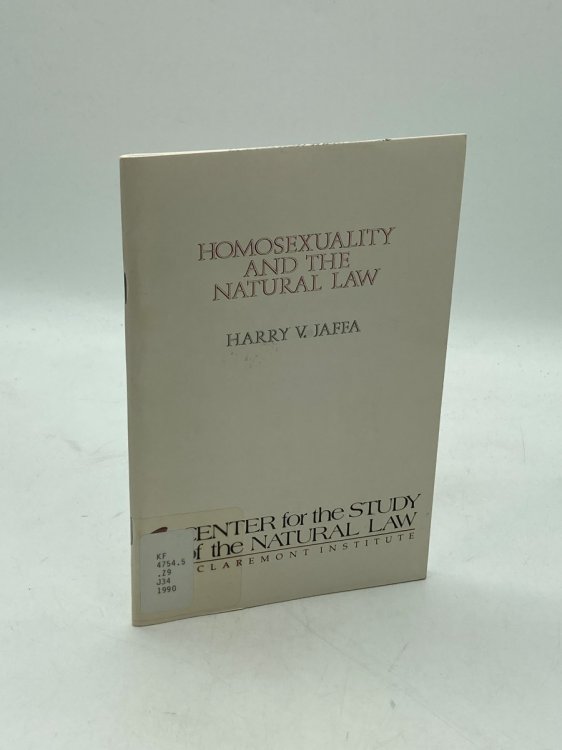 HOMOSEXUALITY
AND THE
NATURAL LAW
HARRY V. JAFFA
CENTER for the STUDY
of the NATURAL LAW
CLAREMONT INSTITUTE
KF
4754.5
.Z9
J34
1990